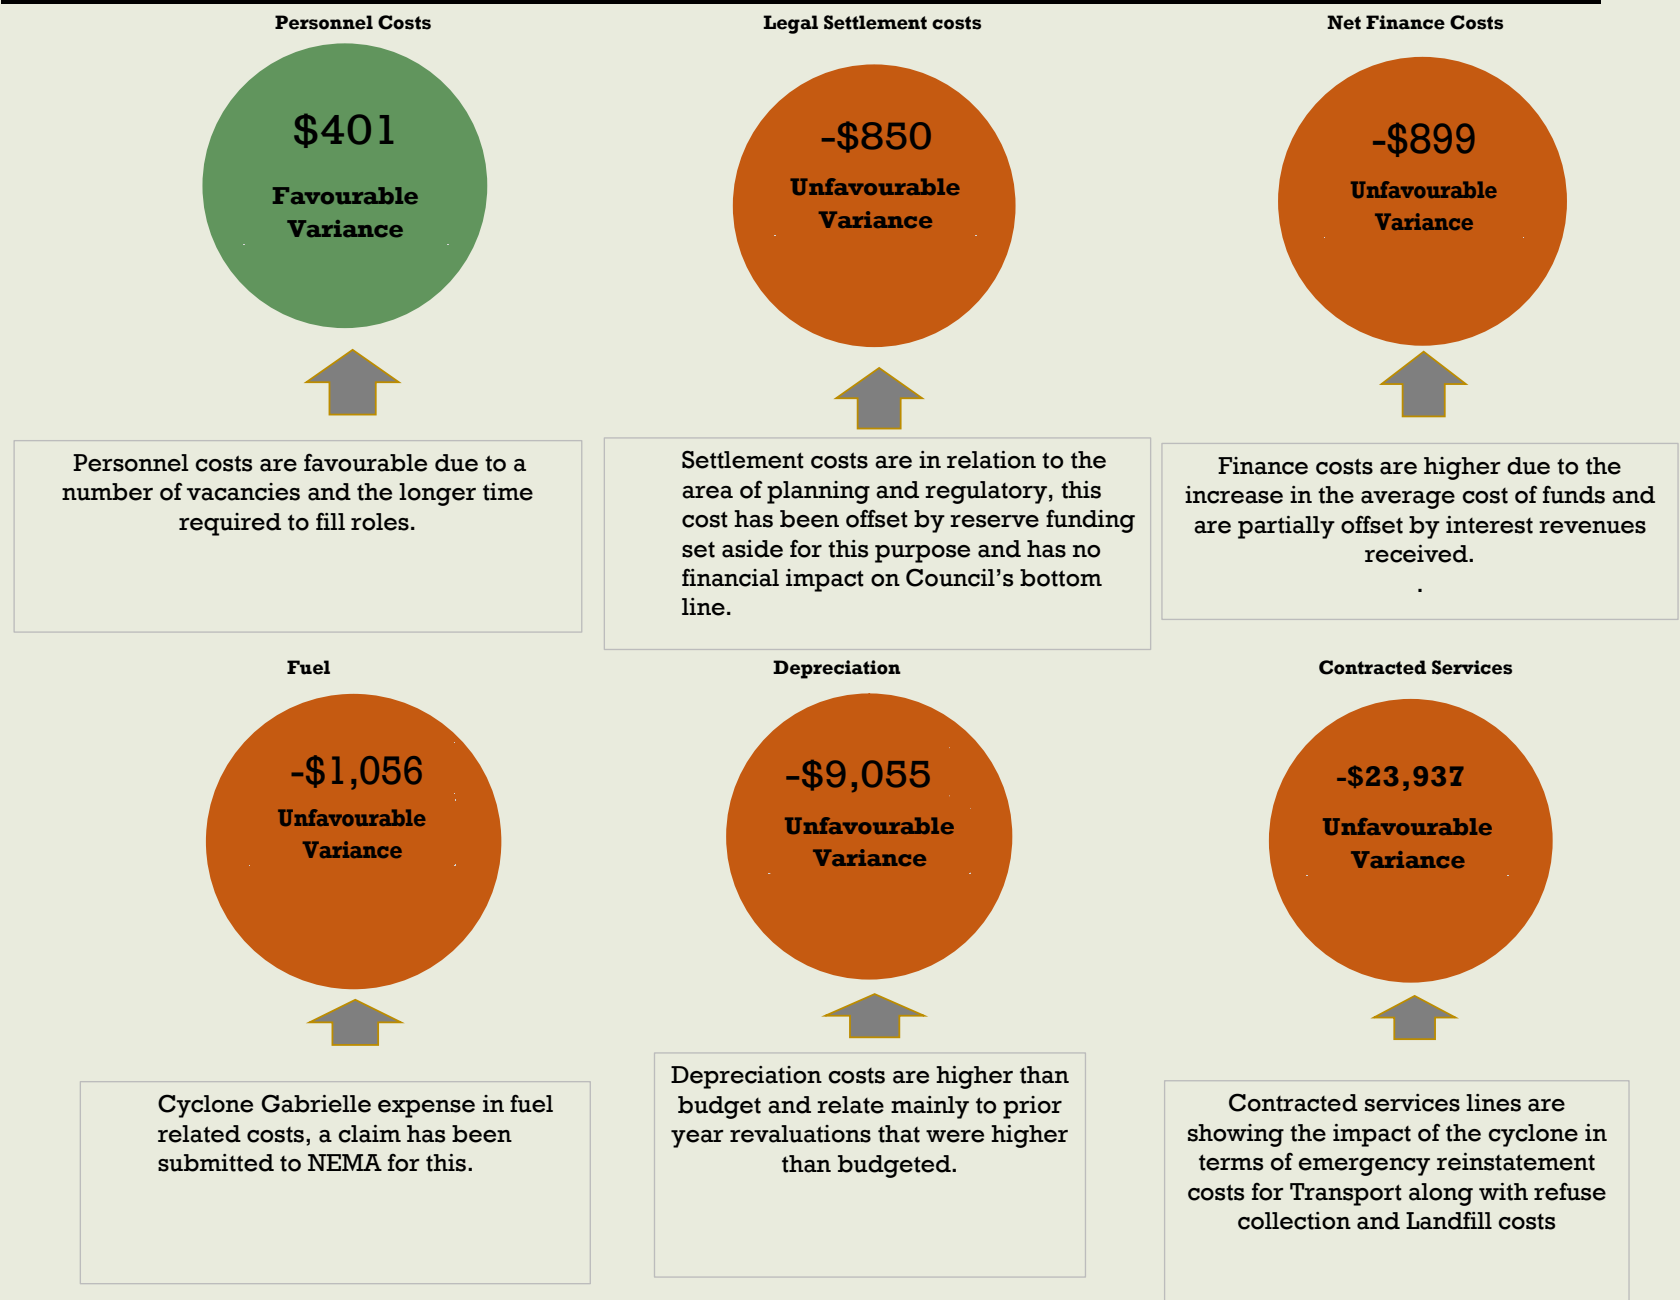 Personnel Costs
$401
Favourable
Variance
Personnel costs are favourable due to a
number of vacancies and the longer time
required to fill roles.
Legal Settlement costs
-$850
Unfavourable
Variance
Settlement costs are in relation to the
area of planning and regulatory, this
cost has been offset by reserve funding
set aside for this purpose and has no
financial impact on Council’s bottom
line.
Net Finance Costs
-$899
Unfavourable
Variance
Finance costs are higher due to the
increase in the average cost of funds and
are partially offset by interest revenues
received.
.
Fuel
-$1,056
Unfavourable
Variance
Cyclone Gabrielle expense in fuel
related costs, a claim has been
submitted to NEMA for this.
Depreciation
-$9,055
Unfavourable
Variance
Depreciation costs are higher than
budget and relate mainly to prior
year revaluations that were higher
than budgeted.
Contracted Services
-$23,937
Unfavourable
Variance
Contracted services lines are
showing the impact of the cyclone in
terms of emergency reinstatement
costs for Transport along with refuse
collection and Landfill costs